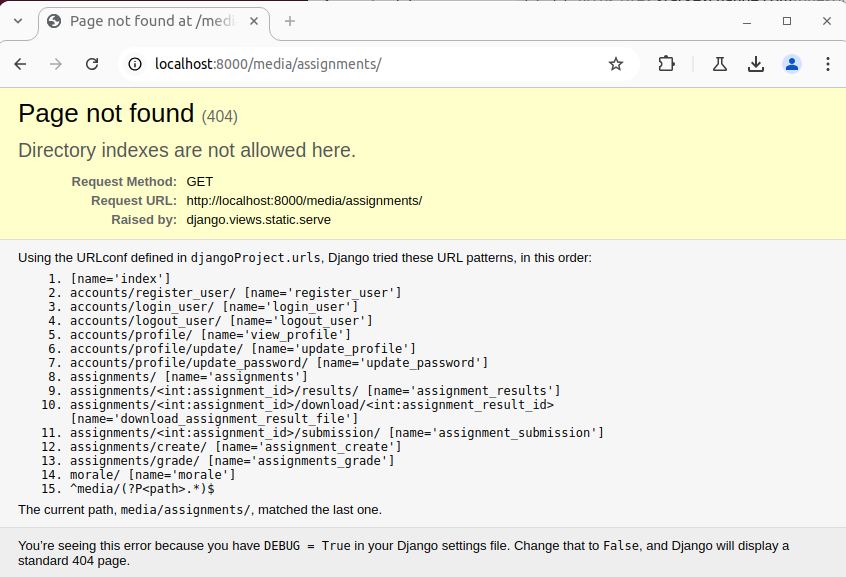 Page not found at /medi
localhost:8000/media/assignments/
Page not found (404)
Directory indexes are not allowed here.
Request Method: GET
Request URL: http://localhost:8000/media/assignments/
Raised by: django.views.static.serve
Using the URLconf defined in djangoProject.urls, Django tried these URL patterns, in this order:
1. [name='index']
2. accounts/register_user/ [name='register_user']
3. accounts/login_user/ [name='login_user']
4. accounts/logout_user/ [name='logout_user']
5. accounts/profile/ [name='view_profile']
6. accounts/profile/update/ [name='update_profile']
7. accounts/profile/update_password/ [name='update_password']
8. assignments/ [name='assignments']
9. assignments/<int:assignment_id>/results/ [name='assignment_results']
10. assignments/<int:assignment_id>/download/<int:assignment_result_id>
[name='download_assignment_result_file']
11. assignments/<int:assignment_id>/submission/ [name='assignment_submission']
12. assignments/create/ [name='assignment_create']
13. assignments/grade/ [name='assignments_grade']
14. morale/ [name='morale']
15. ^media/(?P<path>.*)$
The current path, media/assignments/, matched the last one.
You're seeing this error because you have DEBUG = True in your Django settings file. Change that to False, and Django will display a
standard 404 page.